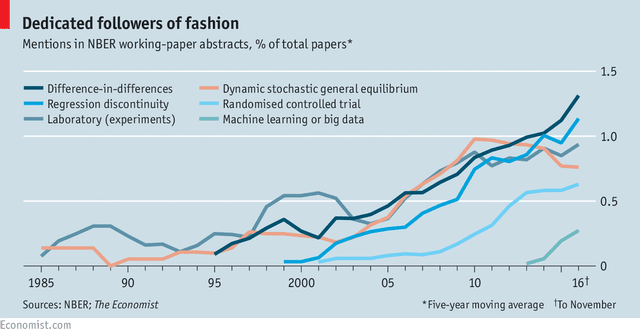 Dedicated followers of fashion
Mentions in NBER working-paper abstracts, % of total papers*
Difference-in-differences
Regression discontinuity
Laboratory (experiments)
Dynamic stochastic general equilibrium
Randomised controlled trial
Machine learning or big data
1.5
1.0
0.5
0
1985 90 95 2000 05 10 16†
Sources: NBER; The Economist
*Five-year moving average †To November
Economist.com